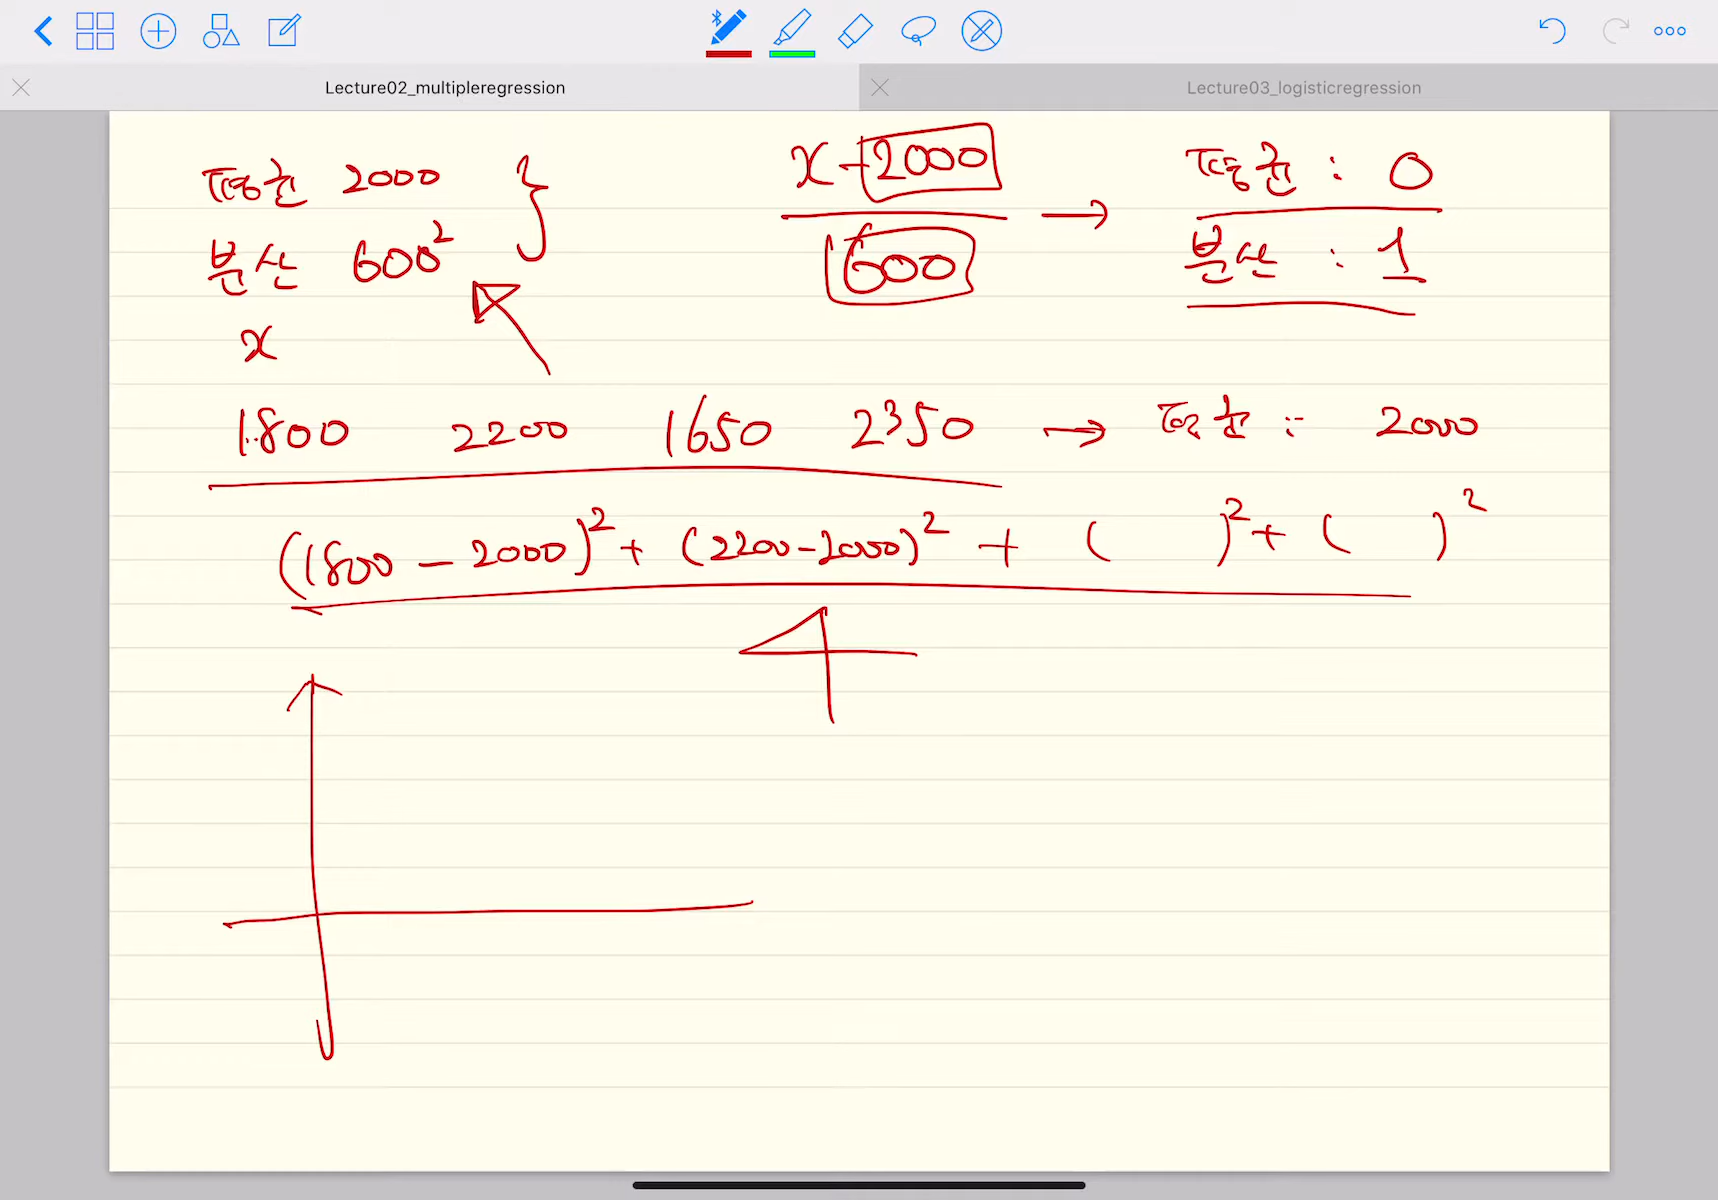 Lecture02_multipleregression
Lecture03_logisticregression
평균 2000 }
분산 600²
x
x - 2000
600
→
평균 : 0
분산 : 1
1800 2200 1650 2350 → 평균 : 2000
(1800 - 2000)² + (2200-2000)² + ( )² + ( )²
4